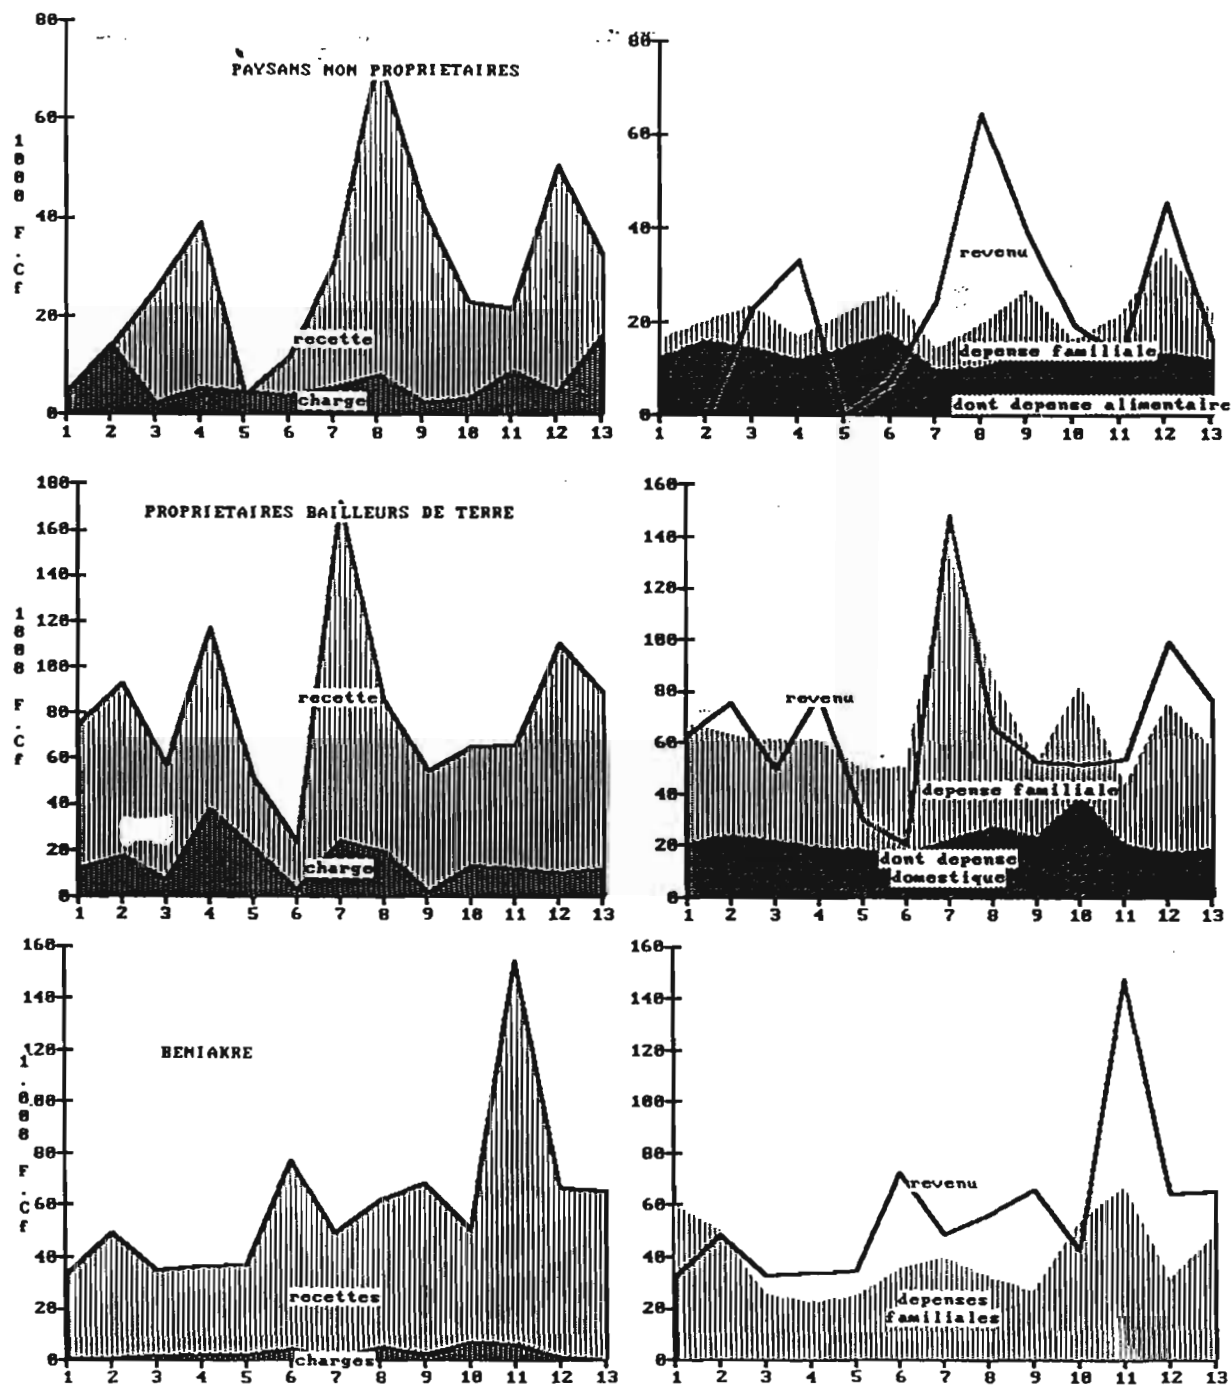 80
60
40
20
0
1000 F.Cf
PAYSANS NON PROPRIETAIRES
recette
charge
1 2 3 4 5 6 7 8 9 10 11 12 13
80
60
40
20
0
revenu
depense familiale
dont depense alimentaire
1 2 3 4 5 6 7 8 9 10 11 12 13
180
160
140
120
100
80
60
40
20
0
1000 F.Cf
PROPRIETAIRES BAILLEURS DE TERRE
recette
charge
1 2 3 4 5 6 7 8 9 10 11 12 13
160
140
120
100
80
60
40
20
0
revenu
depense familiale
dont depense
domestique
1 2 3 4 5 6 7 8 9 10 11 12 13
160
140
120
100
80
60
40
20
0
1.000 F.Cf
BENIAKRE
recettes
charges
1 2 3 4 5 6 7 8 9 10 11 12 13
160
140
120
100
80
60
40
20
0
revenu
depenses
familiales
1 2 3 4 5 6 7 8 9 10 11 12 13